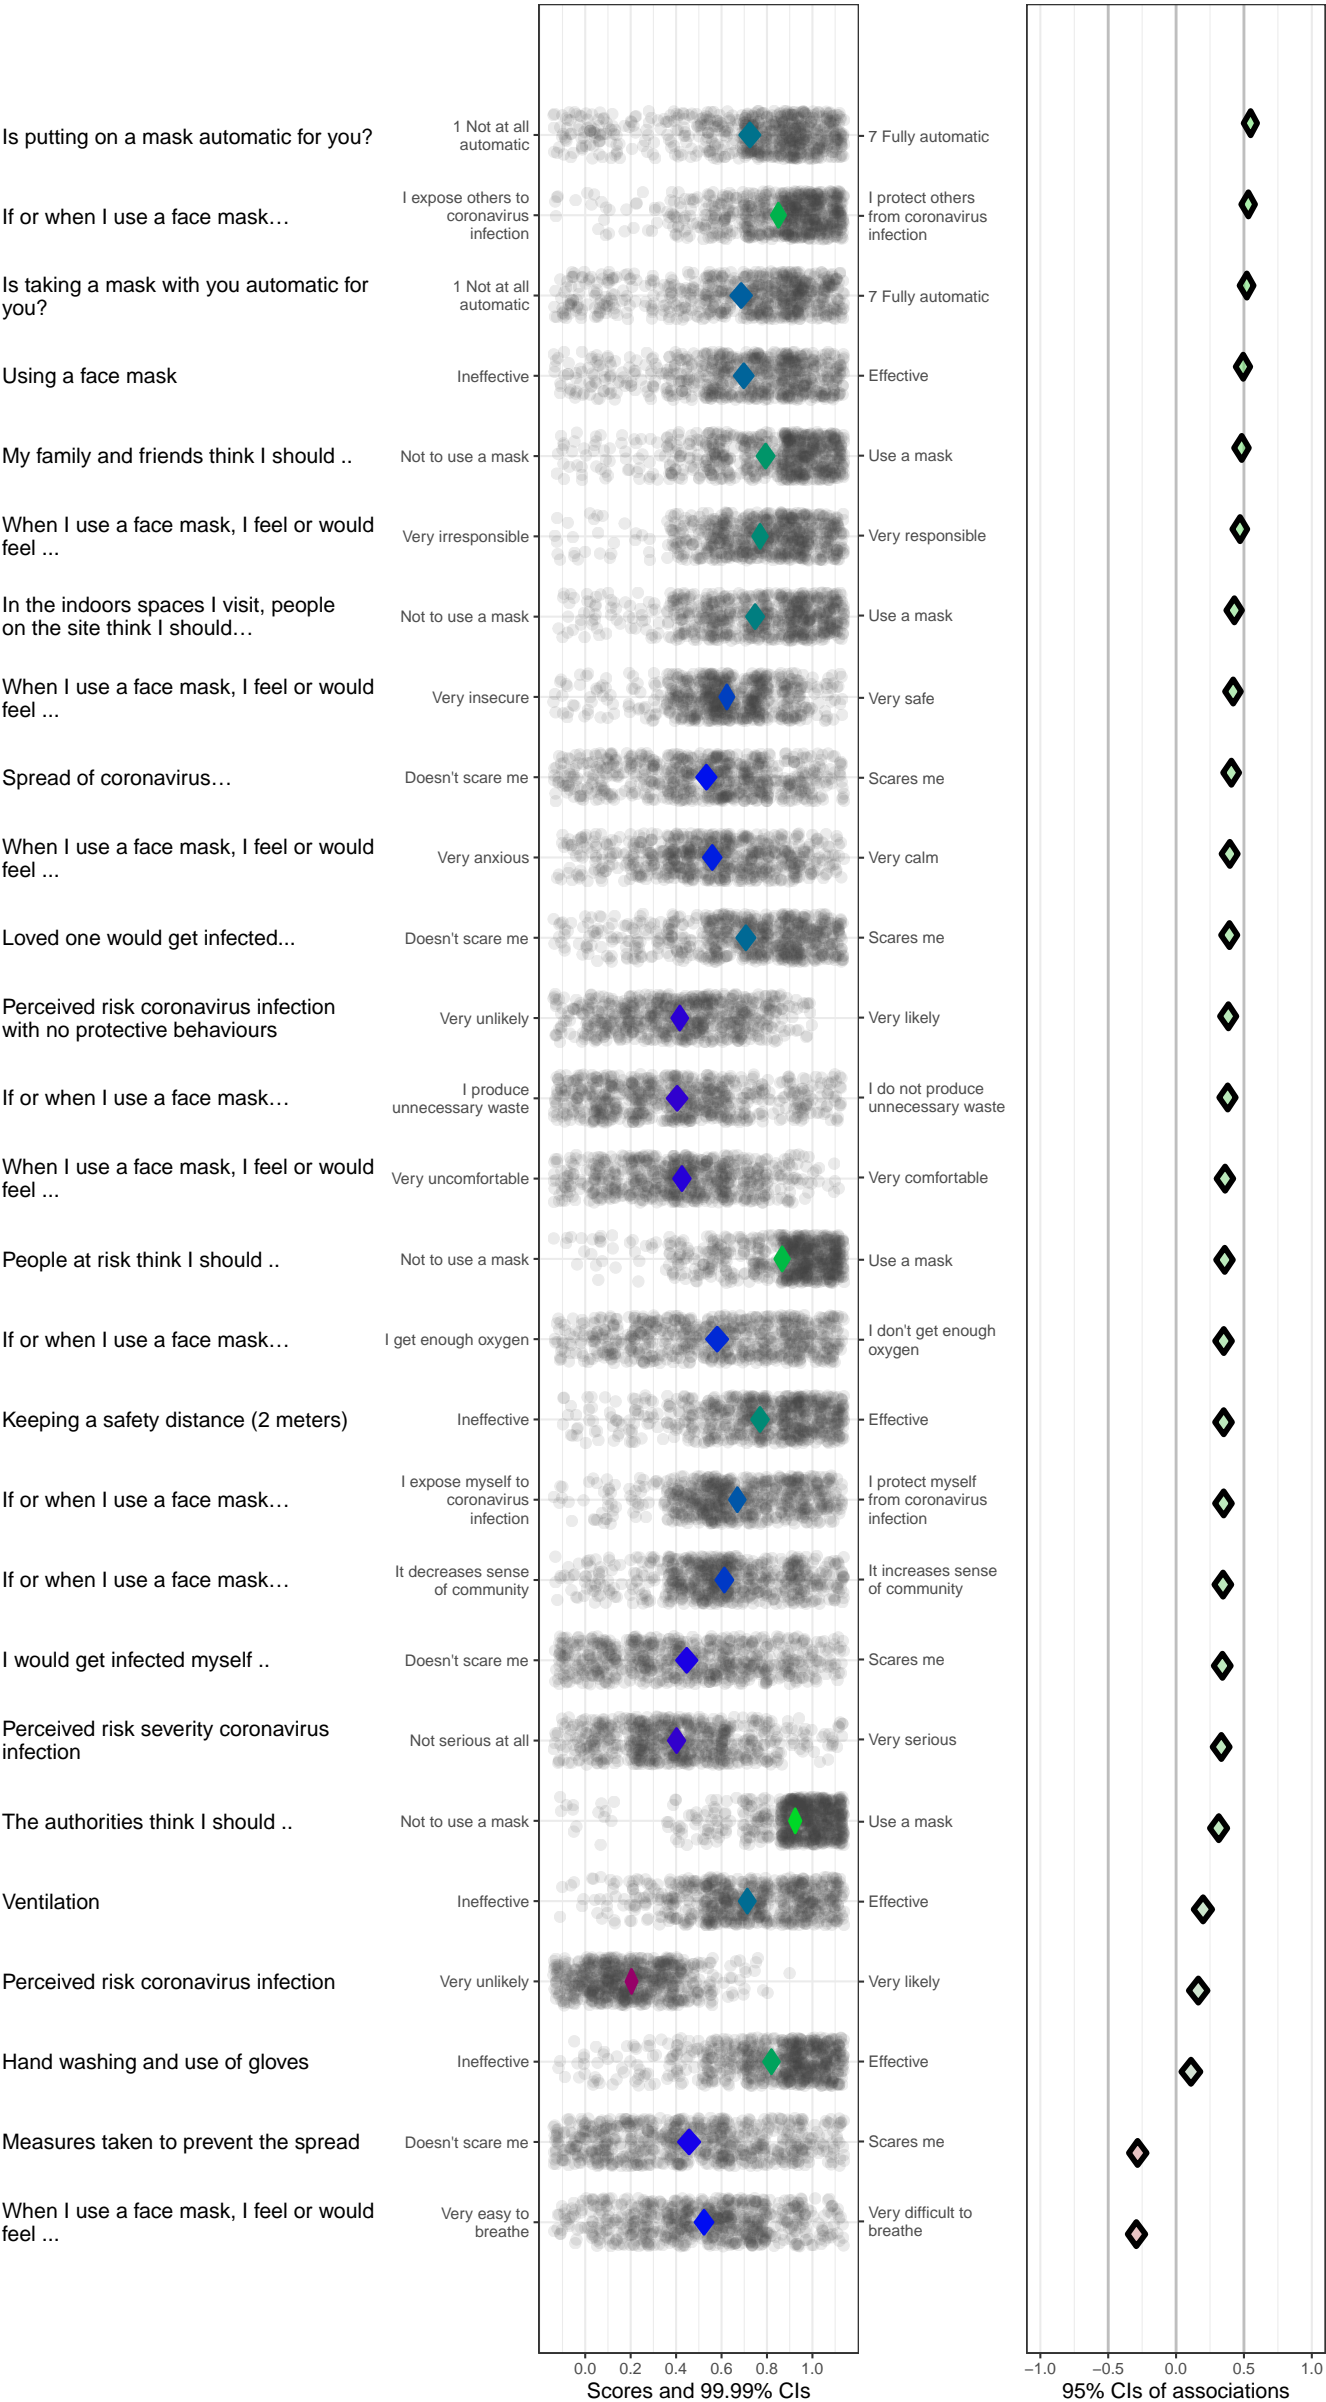 Is putting on a mask automatic for you?
1 Not at all
automatic
7 Fully automatic
If or when I use a face mask…
I expose others to
coronavirus
infection
I protect others
from coronavirus
infection
Is taking a mask with you automatic for
you?
1 Not at all
automatic
7 Fully automatic
Using a face mask
Ineffective
Effective
My family and friends think I should ..
Not to use a mask
Use a mask
When I use a face mask, I feel or would
feel ...
Very irresponsible
Very responsible
In the indoors spaces I visit, people
on the site think I should…
Not to use a mask
Use a mask
When I use a face mask, I feel or would
feel ...
Very insecure
Very safe
Spread of coronavirus…
Doesn't scare me
Scares me
When I use a face mask, I feel or would
feel ...
Very anxious
Very calm
Loved one would get infected...
Doesn't scare me
Scares me
Perceived risk coronavirus infection
with no protective behaviours
Very unlikely
Very likely
If or when I use a face mask…
I produce
unnecessary waste
I do not produce
unnecessary waste
When I use a face mask, I feel or would
feel ...
Very uncomfortable
Very comfortable
People at risk think I should ..
Not to use a mask
Use a mask
If or when I use a face mask…
I get enough oxygen
I don't get enough
oxygen
Keeping a safety distance (2 meters)
Ineffective
Effective
If or when I use a face mask…
I expose myself to
coronavirus
infection
I protect myself
from coronavirus
infection
If or when I use a face mask…
It decreases sense
of community
It increases sense
of community
I would get infected myself ..
Doesn't scare me
Scares me
Perceived risk severity coronavirus
infection
Not serious at all
Very serious
The authorities think I should ..
Not to use a mask
Use a mask
Ventilation
Ineffective
Effective
Perceived risk coronavirus infection
Very unlikely
Very likely
Hand washing and use of gloves
Ineffective
Effective
Measures taken to prevent the spread
Doesn't scare me
Scares me
When I use a face mask, I feel or would
feel ...
Very easy to
breathe
Very difficult to
breathe
0.0 0.2 0.4 0.6 0.8 1.0
Scores and 99.99% CIs
−1.0 −0.5 0.0 0.5 1.0
95% CIs of associations